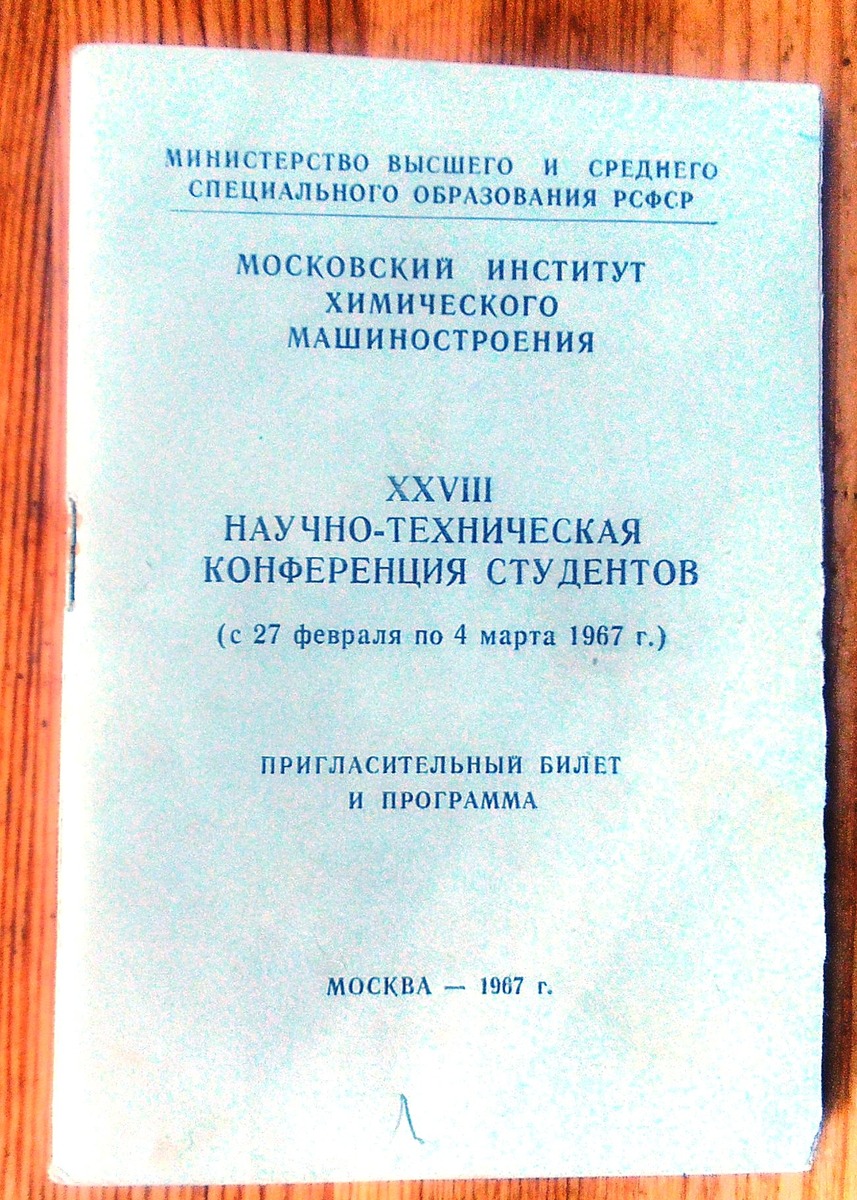 МИНИСТЕРСТВО ВЫСШЕГО И СРЕДНЕГО
СПЕЦИАЛЬНОГО ОБРАЗОВАНИЯ РСФСР
МОСКОВСКИЙ ИНСТИТУТ
ХИМИЧЕСКОГО
МАШИНОСТРОЕНИЯ
XXVIII
НАУЧНО-ТЕХНИЧЕСКАЯ
КОНФЕРЕНЦИЯ СТУДЕНТОВ
(с 27 февраля по 4 марта 1967 г.)
ПРИГЛАСИТЕЛЬНЫЙ БИЛЕТ
И ПРОГРАММА
МОСКВА — 1967 г.